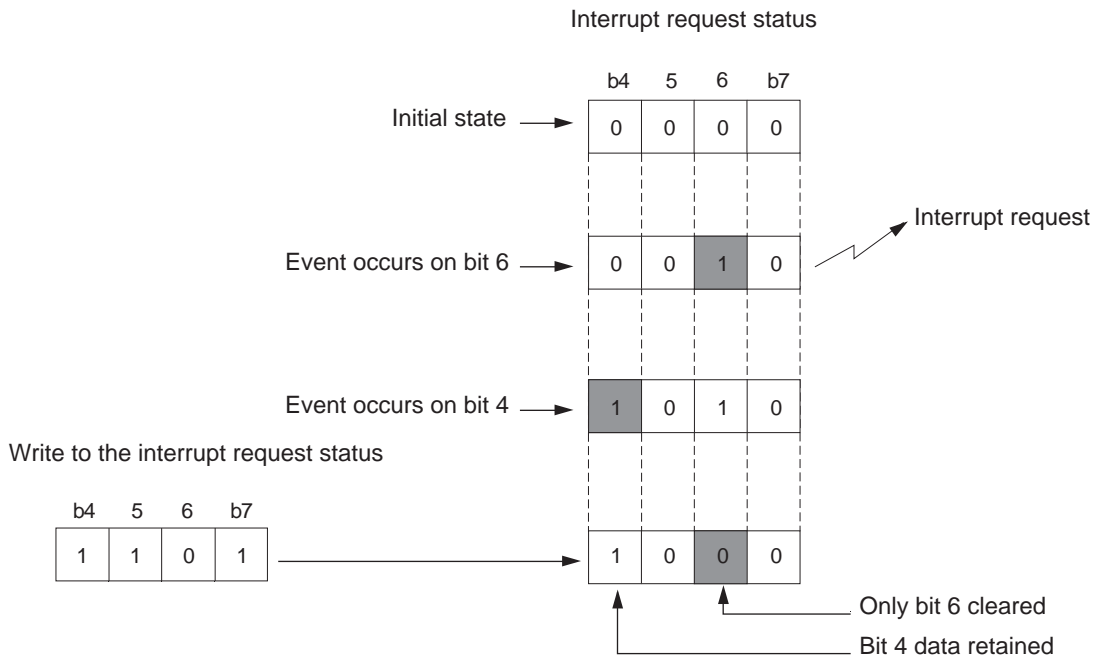 Interrupt request status
b4 5 6 b7
Initial state 0 0 0 0
Interrupt request
Event occurs on bit 6 0 0 1 0
Event occurs on bit 4 1 0 1 0
Write to the interrupt request status
b4 5 6 b7
1 1 0 1 1 0 0 0
Only bit 6 cleared
Bit 4 data retained